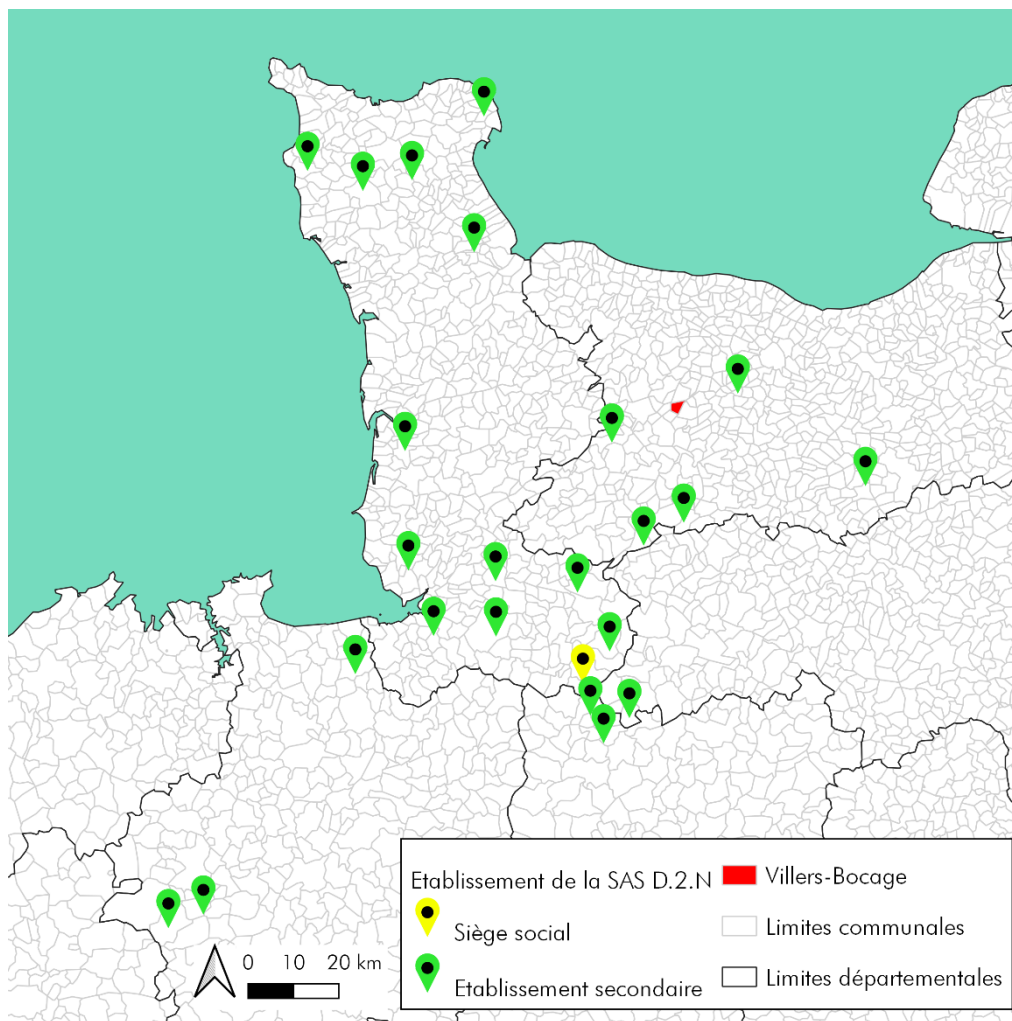 Etablissement de la SAS D.2.N
Siège social
Etablissement secondaire
Villers-Bocage
Limites communales
Limites départementales
0 10 20 km